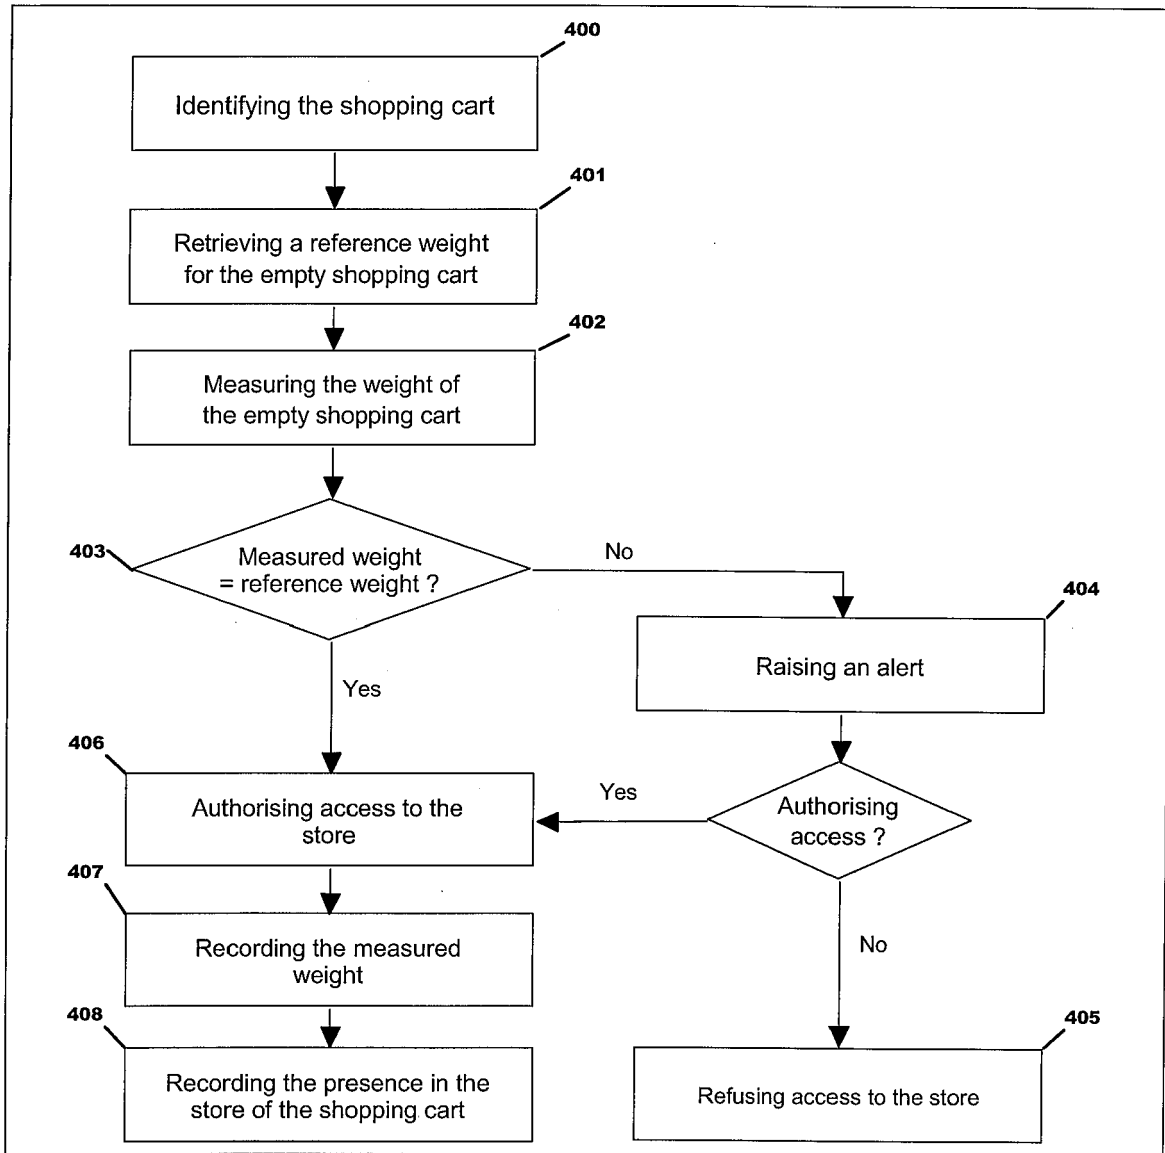 400
Identifying the shopping cart
401
Retrieving a reference weight
for the empty shopping cart
402
Measuring the weight of
the empty shopping cart
403
Measured weight
= reference weight ?
No
404
Raising an alert
Yes
406
Authorising access to the
store
Yes
Authorising
access ?
407
Recording the measured
weight
No
408
Recording the presence in the
store of the shopping cart
405
Refusing access to the store